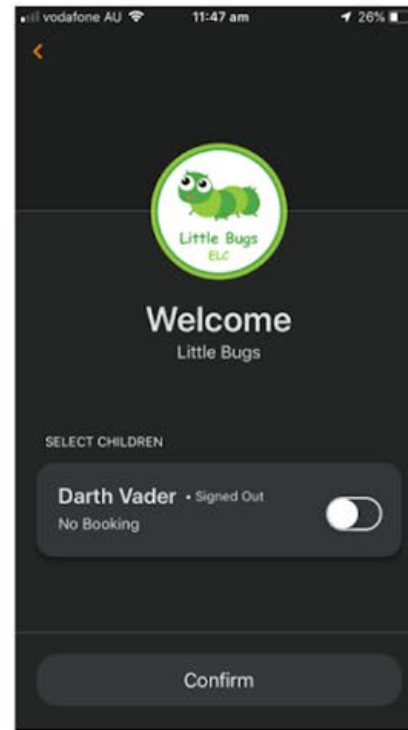 vodafone AU 11:47 am 26%
Little Bugs
ELC
Welcome
Little Bugs
SELECT CHILDREN
Darth Vader • Signed Out
No Booking
Confirm